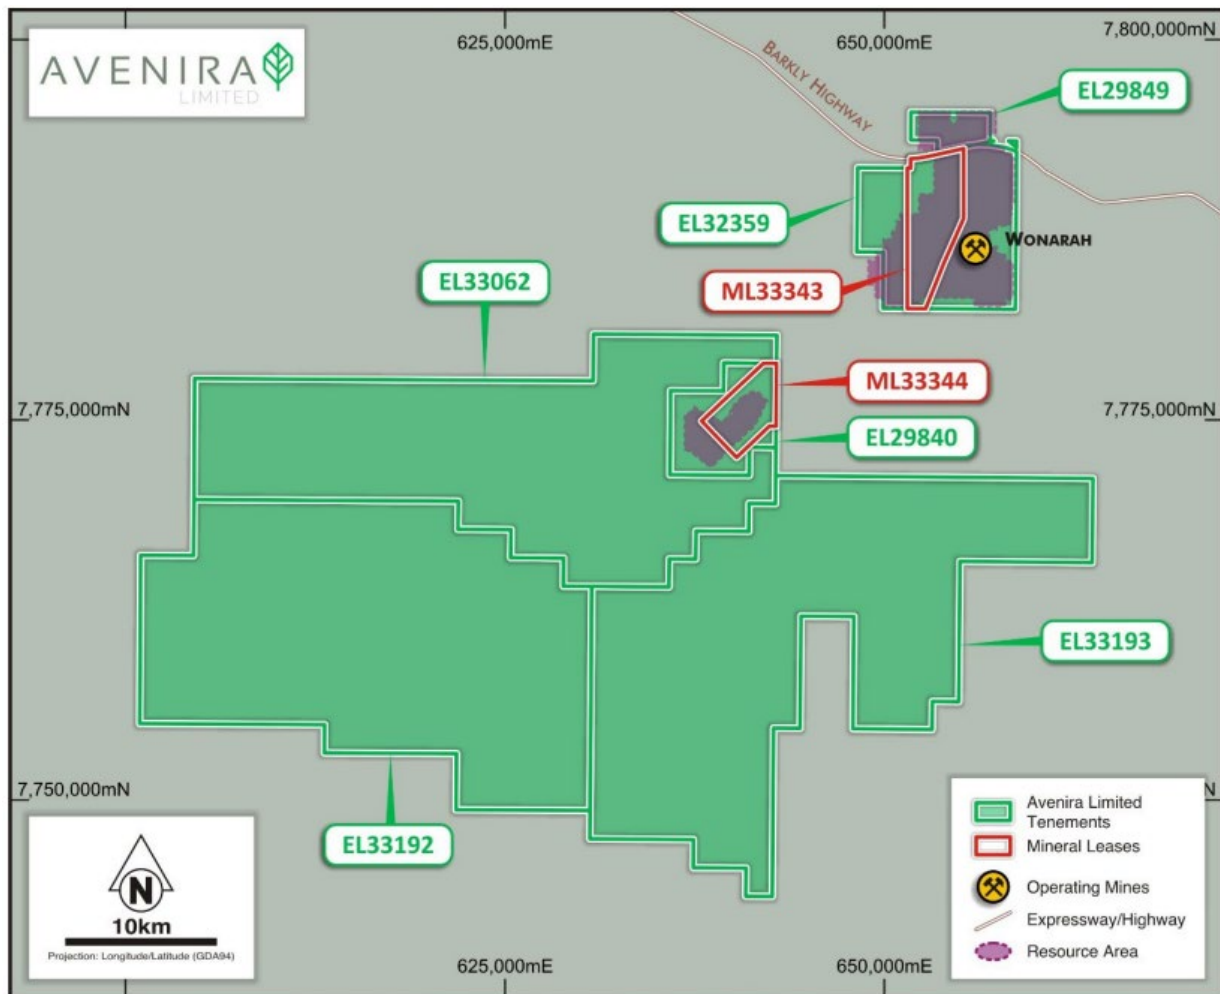 AVENIRA
LIMITED
625,000mE
650,000mE
7,800,000mN
BARKLY HIGHWAY
EL29849
EL32359
WONARAH
EL33062
ML33343
ML33344
7,775,000mN
7,775,000mN
EL29840
EL33193
7,750,000mN
N
EL33192
N
10km
Projection: Longitude/Latitude (GDA94)
Avenira Limited
Tenements
Mineral Leases
Operating Mines
Expressway/Highway
Resource Area
625,000mE
650,000mE